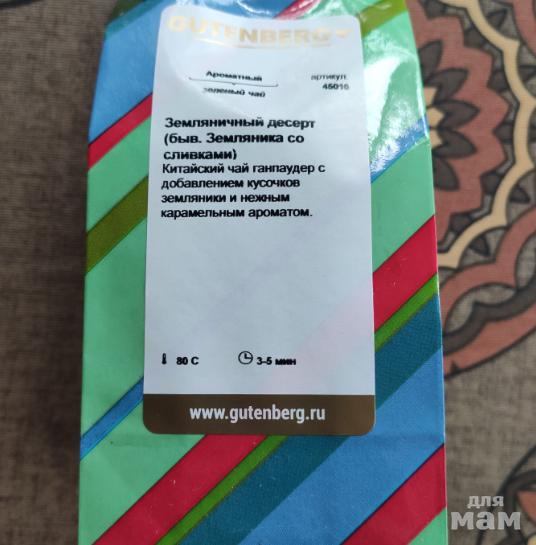 GUTENBERG
Ароматный
зеленый чай
артикул:
45016
Земляничный десерт
(быв. Земляника со
сливками)
Китайский чай ганпаудер с
добавлением кусочков
земляники и нежным
карамельным ароматом.
80 C
3-5 мин
www.gutenberg.ru
для
мам